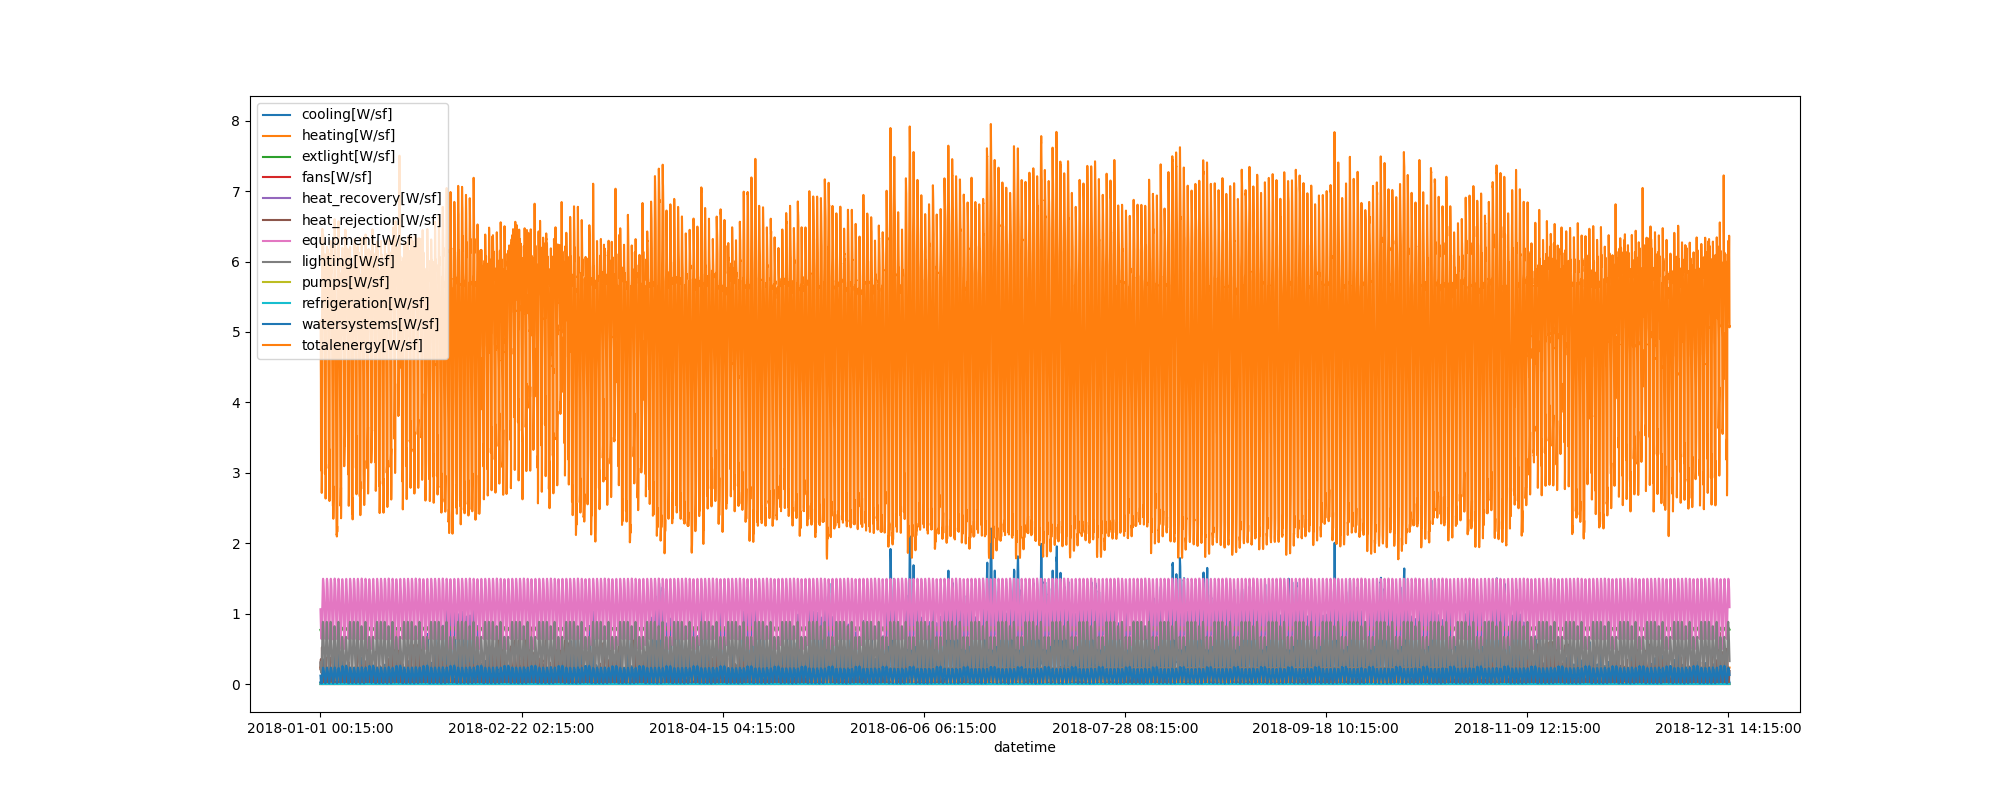 cooling[W/sf]
heating[W/sf]
extlight[W/sf]
fans[W/sf]
heat_recovery[W/sf]
heat_rejection[W/sf]
equipment[W/sf]
lighting[W/sf]
pumps[W/sf]
refrigeration[W/sf]
watersystems[W/sf]
totalenergy[W/sf]
8
7
6
5
4
3
2
1
0
2018-01-01 00:15:00 2018-02-22 02:15:00 2018-04-15 04:15:00 2018-06-06 06:15:00 2018-07-28 08:15:00 2018-09-18 10:15:00 2018-11-09 12:15:00 2018-12-31 14:15:00
datetime